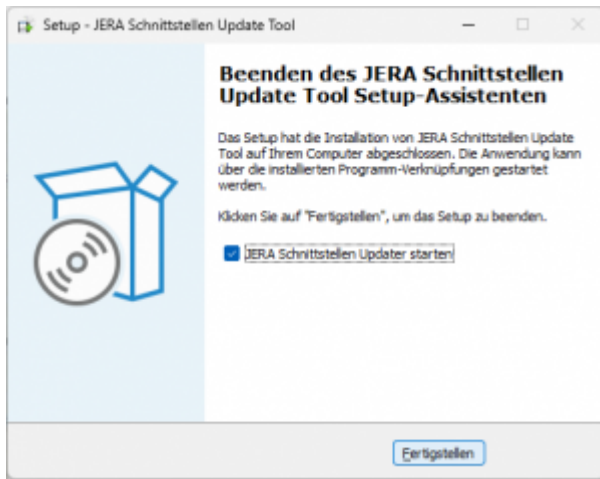 Setup - JERA Schnittstellen Update Tool
Beenden des JERA Schnittstellen
Update Tool Setup-Assistenten
Das Setup hat die Installation von JERA Schnittstellen Update
Tool auf Ihrem Computer abgeschlossen. Die Anwendung kann
über die installierten Programm-Verknüpfungen gestartet
werden.
Klicken Sie auf "Fertigstellen", um das Setup zu beenden.
JERA Schnittstellen Updater starten
Fertigstellen